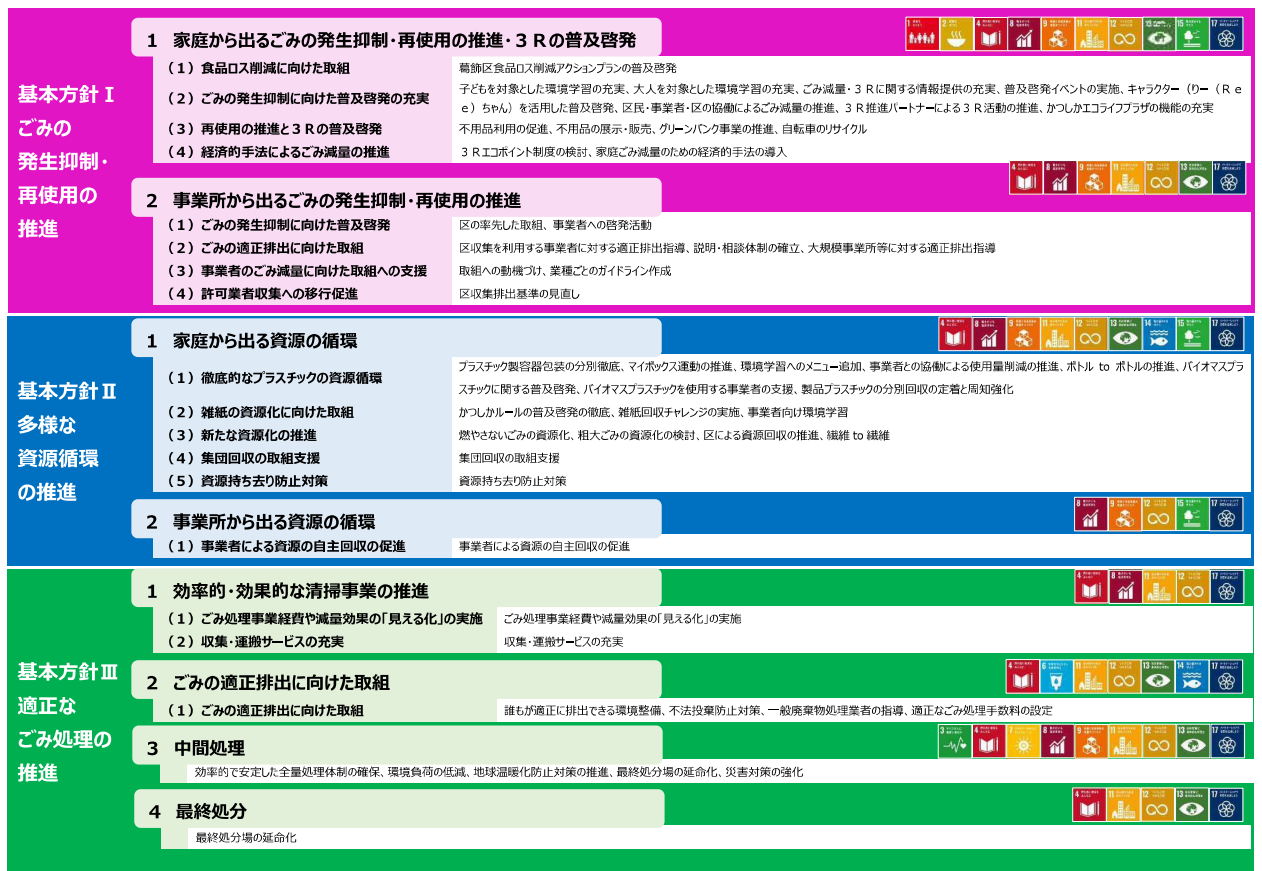 基本方針Ⅰ
ごみの
発生抑制・
再使用の
推進
1 家庭から出るごみの発生抑制・再使用の推進・３Ｒの普及啓発
（１）食品ロス削減に向けた取組
葛飾区食品ロス削減アクションプランの普及啓発
（２）ごみの発生抑制に向けた普及啓発の充実
子どもを対象とした環境学習の充実、大人を対象とした環境学習の充実、ごみ減量・３Ｒに関する情報提供の充実、普及啓発イベントの実施、キャラクター（りー（Ｒｅ
ｅ）ちゃん）を活用した普及啓発、区民・事業者・区の協働によるごみ減量の推進、３Ｒ推進パートナーによる３Ｒ活動の推進、かつしかエコライフプラザの機能の充実
（３）再使用の推進と３Ｒの普及啓発
不用品利用の促進、不用品の展示・販売、グリーンバンク事業の推進、自転車のリサイクル
（４）経済的手法によるごみ減量の推進
３Ｒエコポイント制度の検討、家庭ごみ減量のための経済的手法の導入
2 事業所から出るごみの発生抑制・再使用の推進
（１）ごみの発生抑制に向けた普及啓発
区の率先した取組、事業者への啓発活動
（２）ごみの適正排出に向けた取組
区収集を利用する事業者に対する適正排出指導、説明・相談体制の確立、大規模事業所等に対する適正排出指導
（３）事業者のごみ減量に向けた取組への支援
取組への動機づけ、業種ごとのガイドライン作成
（４）許可業者収集への移行促進
区収集排出基準の見直し
基本方針Ⅱ
多様な
資源循環
の推進
1 家庭から出る資源の循環
（１）徹底的なプラスチックの資源循環
プラスチック製容器包装の分別徹底、マイボックス運動の推進、環境学習へのメニュー追加、事業者との協働による使用量削減の推進、ボトル to ボトルの推進、バイオマスプラ
スチックに関する普及啓発、バイオマスプラスチックを使用する事業者の支援、製品プラスチックの分別回収の定着と周知強化
（２）雑紙の資源化に向けた取組
かつしかルールの普及啓発の徹底、雑紙回収チャレンジの実施、事業者向け環境学習
（３）新たな資源化の推進
燃やさないごみの資源化、粗大ごみの資源化の検討、区による資源回収の推進、繊維 to 繊維
（４）集団回収の取組支援
集団回収の取組支援
（５）資源持ち去り防止対策
資源持ち去り防止対策
2 事業所から出る資源の循環
（１）事業者による資源の自主回収の促進
事業者による資源の自主回収の促進
基本方針Ⅲ
適正な
ごみ処理の
推進
1 効率的・効果的な清掃事業の推進
（１）ごみ処理事業経費や減量効果の「見える化」の実施
ごみ処理事業経費や減量効果の「見える化」の実施
（２）収集・運搬サービスの充実
収集・運搬サービスの充実
2 ごみの適正排出に向けた取組
（１）ごみの適正排出に向けた取組
誰もが適正に排出できる環境整備、不法投棄防止対策、一般廃棄物処理業者の指導、適正なごみ処理手数料の設定
3 中間処理
効率的で安定した全量処理体制の確保、環境負荷の低減、地球温暖化防止対策の推進、最終処分場の延命化、災害対策の強化
4 最終処分
最終処分場の延命化